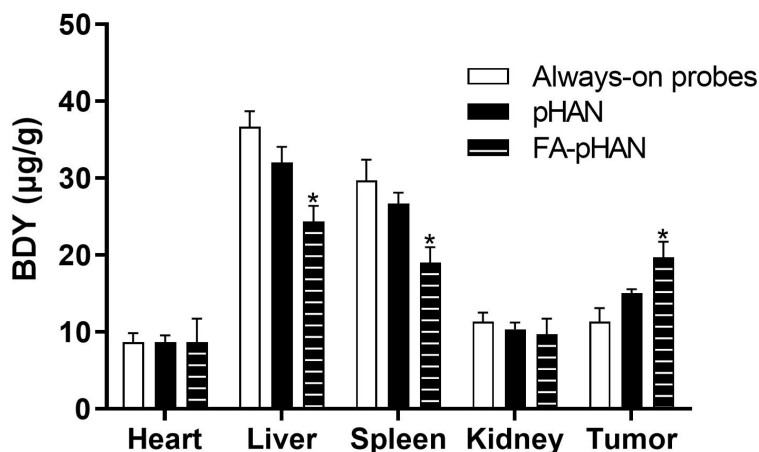 50
40
30
20
10
0
BDY (µg/g)
Always-on probes
pHAN
FA-pHAN
*
*
*
Heart Liver Spleen Kidney Tumor